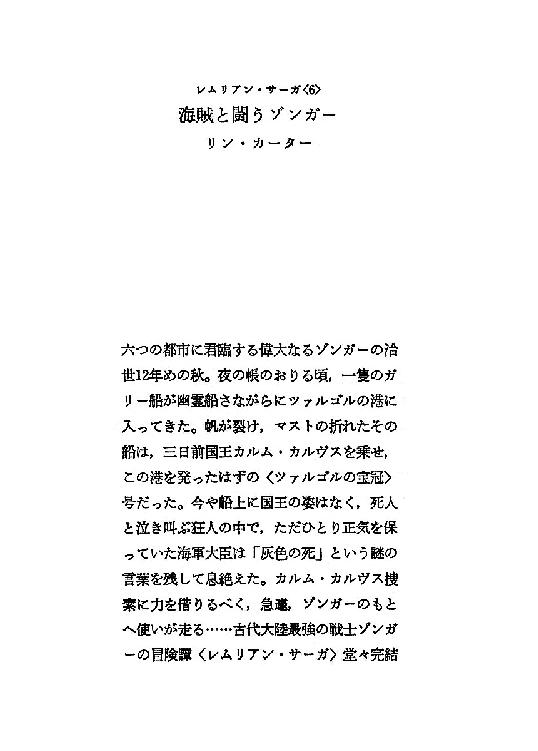 レムリアン・サーガ〈6〉
海賊と闘うゾンガー
リン・カーター
六つの都市に君臨する偉大なるゾンガーの治
世12年めの秋。夜の帳のおりる頃，一隻のガ
リー船が幽霊船さながらにツァルゴルの港に
入ってきた。帆が裂け，マストの折れたその
船は，三日前国王カルム・カルヴスを乗せ，
この港を発ったはずの〈ツァルゴルの宝冠〉
号だった。今や船上に国王の姿はなく，死人
と泣き叫ぶ狂人の中で，ただひとり正気を保
っていた海軍大臣は「灰色の死」という謎の
言葉を残して息絶えた。カルム・カルヴス捜
索に力を借りるべく，急遽，ゾンガーのもと
へ使いが走る……古代大陸最強の戦士ゾンガ
ーの冒険譚〈レムリアン・サーガ〉堂々完結